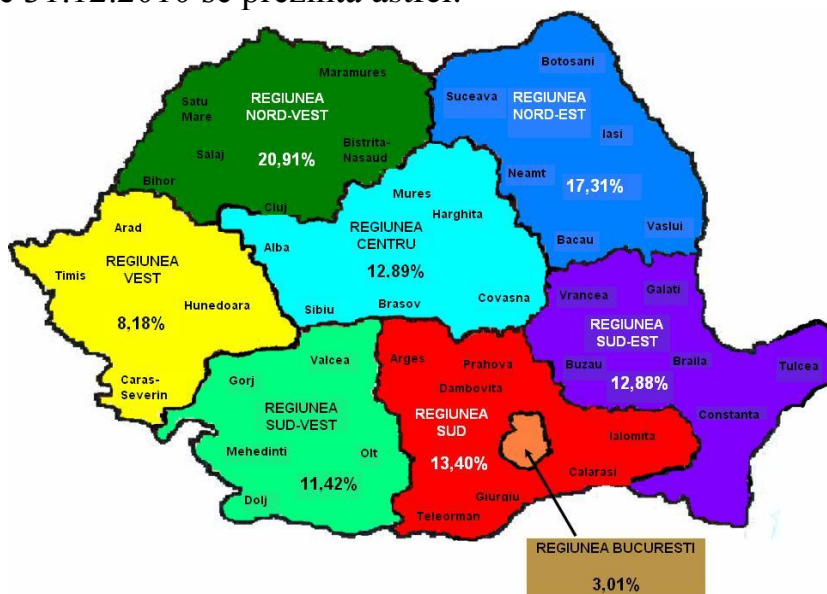 e 31.12.2010 se prezintă astfel:
Maramures
Satu
Mare
REGIUNEA
NORD-VEST
Salaj
Bistrita-
Nasaud
20,91%
Bihor
Cluj
Botosani
Suceava
REGIUNEA
NORD-EST
Iasi
Neamt
17,31%
Vaslui
Bacau
Mures
Harghita
REGIUNEA
CENTRU
Alba
12.89%
Covasna
Brasov
Sibiu
Arad
REGIUNEA
VEST
Timis
Hunedoara
8,18%
Caras-
Severin
Galati
Vrancea
REGIUNEA
SUD-EST
Braila
Buzau
Tulcea
12,88%
Constanta
Valcea
Gorj
REGIUNEA
SUD-VEST
Mehedinti
Olt
11,42%
Dolj
Arges
Prahova
Dambovita
REGIUNEA
SUD
Ialomita
13,40%
Calarasi
Giurgiu
Teleorman
REGIUNEA BUCURESTI
3,01%